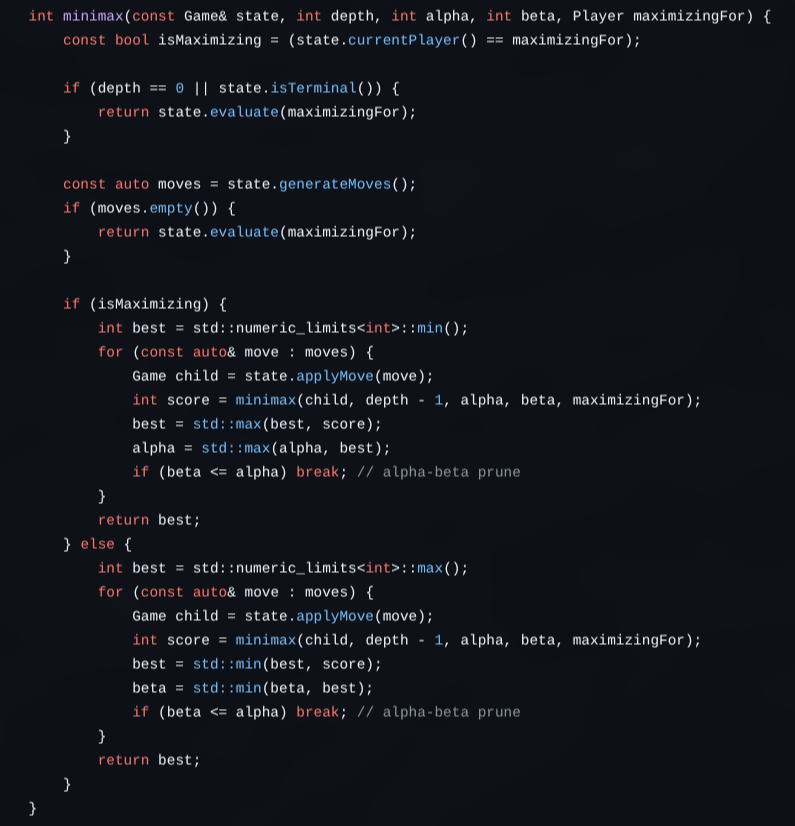 int minimax(const Game& state, int depth, int alpha, int beta, Player maximizingFor) {
    const bool isMaximizing = (state.currentPlayer() == maximizingFor);

    if (depth == 0 || state.isTerminal()) {
        return state.evaluate(maximizingFor);
    }

    const auto moves = state.generateMoves();
    if (moves.empty()) {
        return state.evaluate(maximizingFor);
    }

    if (isMaximizing) {
        int best = std::numeric_limits<int>::min();
        for (const auto& move : moves) {
            Game child = state.applyMove(move);
            int score = minimax(child, depth - 1, alpha, beta, maximizingFor);
            best = std::max(best, score);
            alpha = std::max(alpha, best);
            if (beta <= alpha) break; // alpha-beta prune
        }
        return best;
    } else {
        int best = std::numeric_limits<int>::max();
        for (const auto& move : moves) {
            Game child = state.applyMove(move);
            int score = minimax(child, depth - 1, alpha, beta, maximizingFor);
            best = std::min(best, score);
            beta = std::min(beta, best);
            if (beta <= alpha) break; // alpha-beta prune
        }
        return best;
    }
}